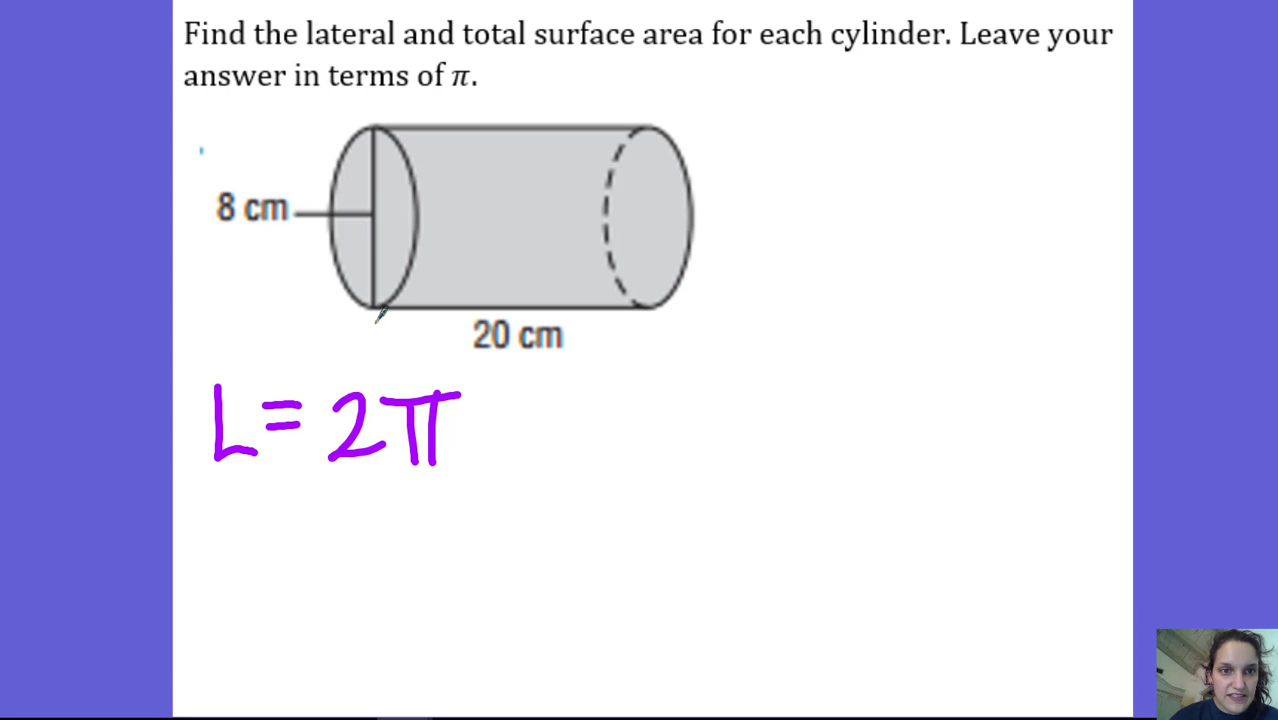 Find the lateral and total surface area for each cylinder. Leave your
answer in terms of π.
8 cm
20 cm
L = 2π